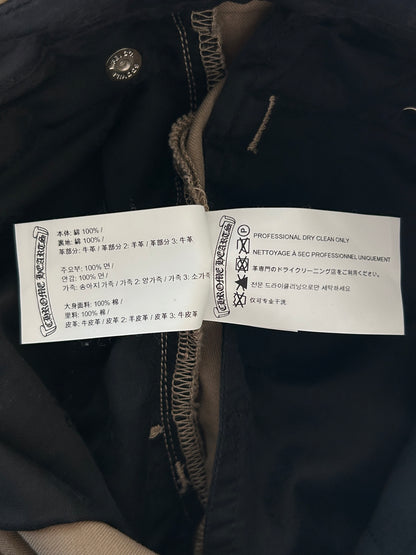 CHROME HEARTS
本体: 綿 100% /
裏地: 綿 100% /
革部分: 牛革 / 革部分 2: 羊革 / 革部分 3: 牛革
주요부: 100% 면 /
안감: 100% 면 /
가죽: 송아지 가죽 / 가죽 2: 양가죽 / 가죽 3: 소가죽
大身面料: 100% 棉 /
里料: 100% 棉 /
皮革: 牛皮革 / 皮革 2: 羊皮革 / 皮革 3: 牛皮革
CHROME HEARTS
P
PROFESSIONAL DRY CLEAN ONLY
NETTOYAGE À SEC PROFESSIONNEL UNIQUEMENT
革専門のドライクリーニング店をご利用ください。
전문 드라이클리닝으로만 세탁하세요
仅可专业干洗